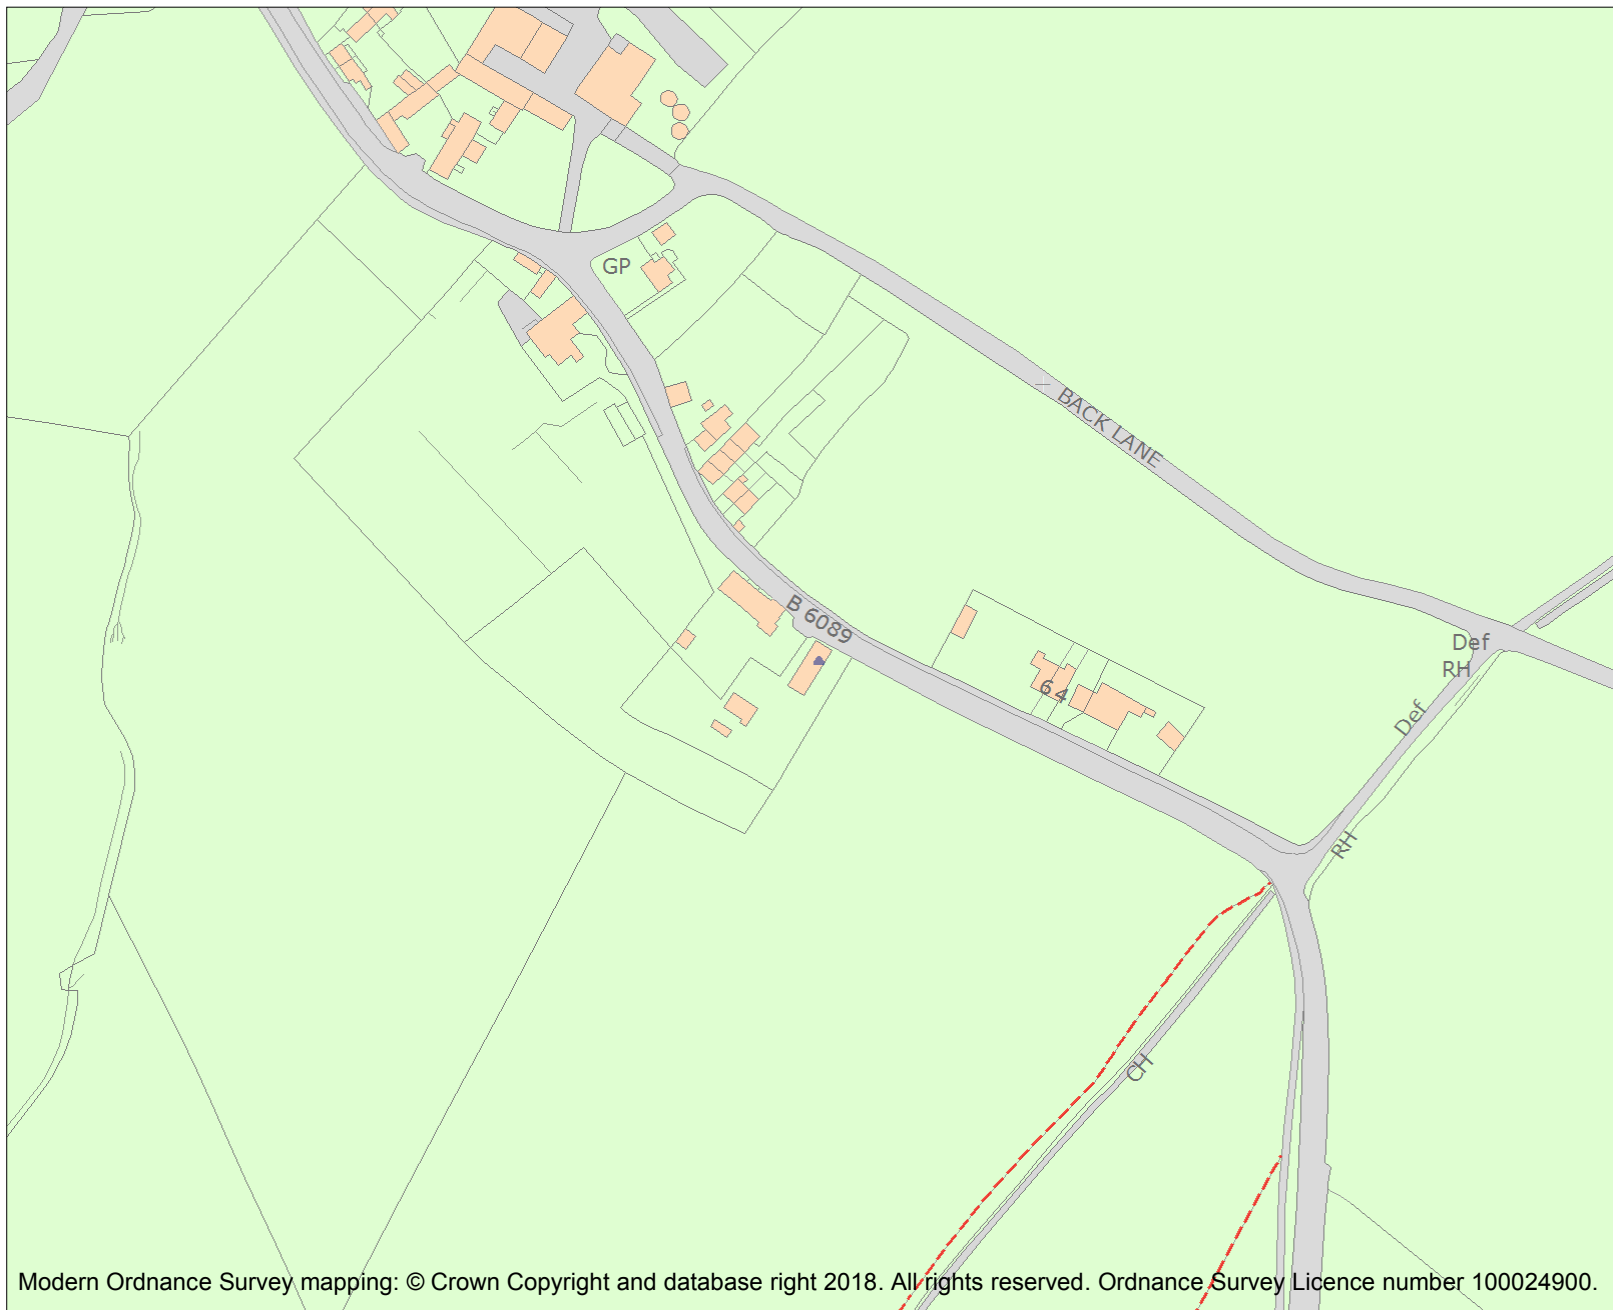 GP
BACK LANE
B 6089
Def
RH
64
Def
RH
CH
Modern Ordnance Survey mapping: © Crown Copyright and database right 2018. All rights reserved. Ordnance Survey Licence number 100024900.